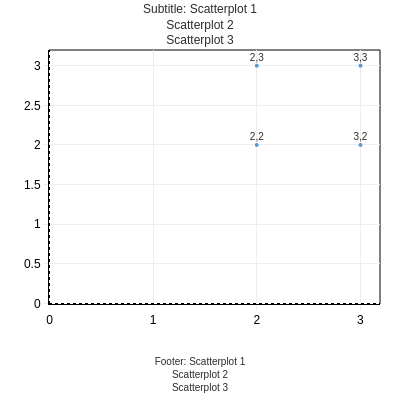 Subtitle: Scatterplot 1
Scatterplot 2
Scatterplot 3
3
2,3
3,3
2.5
2
2,2
3,2
1.5
1
0.5
0
0
1
2
3
Footer: Scatterplot 1
Scatterplot 2
Scatterplot 3